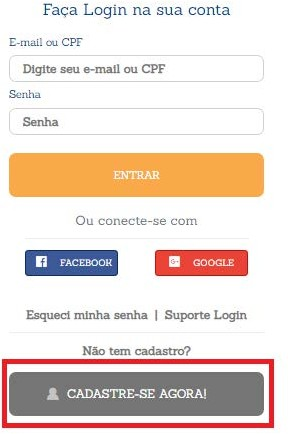 Faça Login na sua conta
E-mail ou CPF
Digite seu e-mail ou CPF
Senha
Senha
ENTRAR
Ou conecte-se com
FACEBOOK GOOGLE
Esqueci minha senha | Suporte Login
Não tem cadastro?
CADASTRE-SE AGORA!